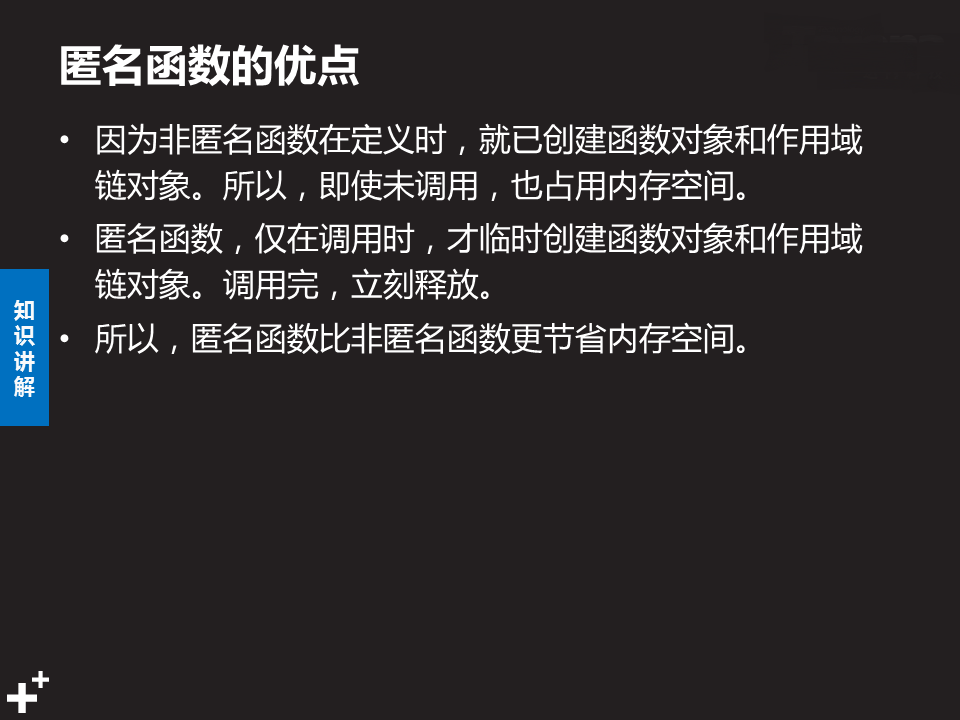 匿名函数的优点
• 因为非匿名函数在定义时，就已创建函数对象和作用域
链对象。所以，即使未调用，也占用内存空间。
• 匿名函数，仅在调用时，才临时创建函数对象和作用域
链对象。调用完，立刻释放。
• 所以，匿名函数比非匿名函数更节省内存空间。
知
识
讲
解